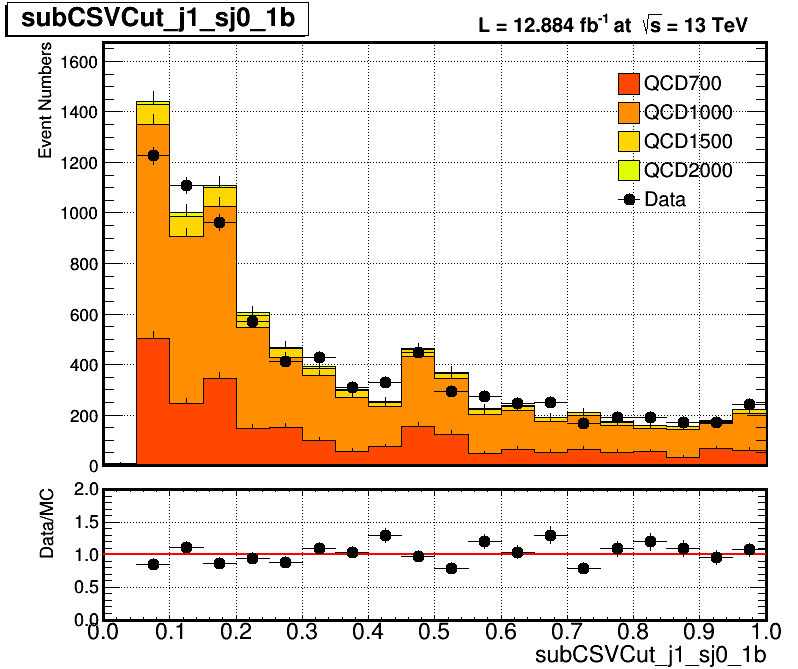 subCSVCut_j1_sj0_1b
L = 12.884 fb-1 at √s = 13 TeV
Event Numbers
1600
1400
1200
1000
800
600
400
200
0
QCD700
QCD1000
QCD1500
QCD2000
Data
Data/MC
2.0
1.5
1.0
0.5
0.0
0.0 0.1 0.2 0.3 0.4 0.5 0.6 0.7 0.8 0.9 1.0
subCSVCut_j1_sj0_1b